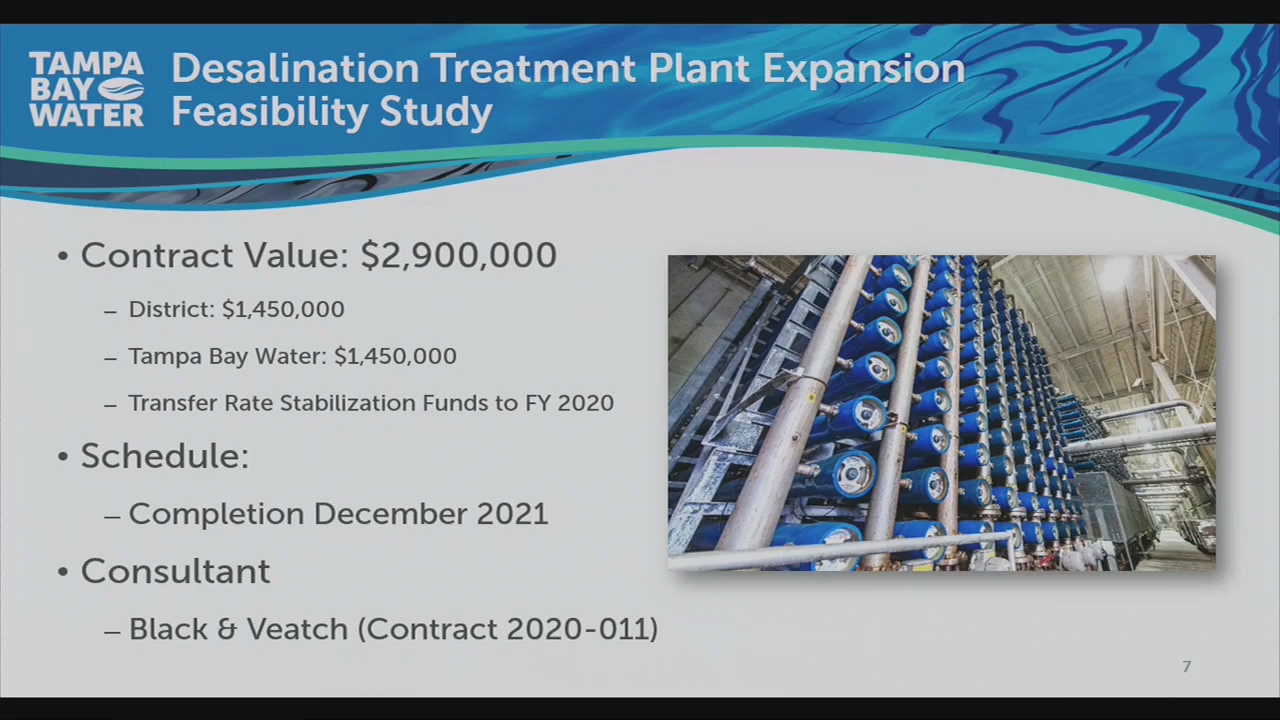 TAMPA
BAY
WATER
Desalination Treatment Plant Expansion
Feasibility Study
• Contract Value: $2,900,000
– District: $1,450,000
– Tampa Bay Water: $1,450,000
– Transfer Rate Stabilization Funds to FY 2020
• Schedule:
– Completion December 2021
• Consultant
– Black & Veatch (Contract 2020-011)
7